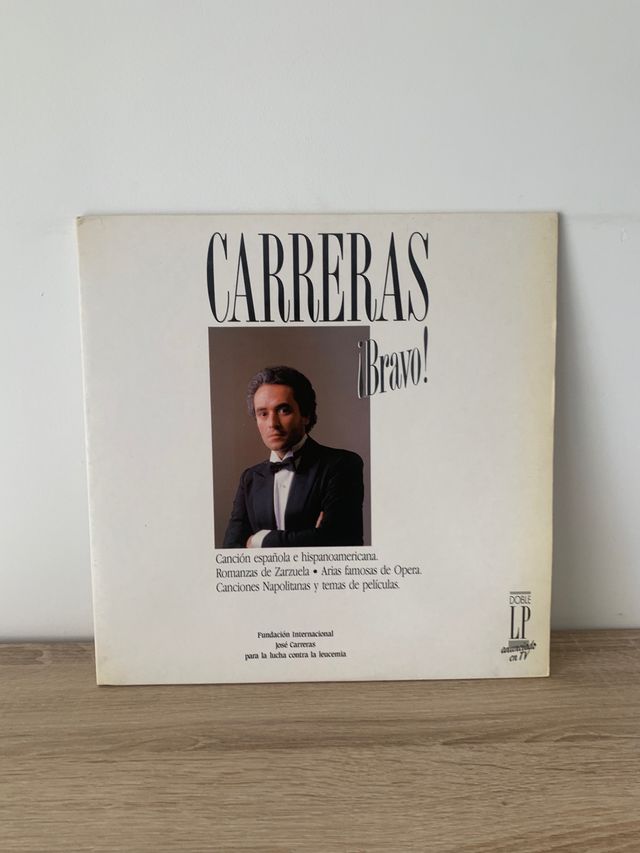 CARRERAS
¡Bravo!
Canción española e hispanoamericana.
Romanzas de Zarzuela • Arias famosas de Opera.
Canciones Napolitanas y temas de películas.
Fundación Internacional
José Carreras
para la lucha contra la leucemia
DOBLE
LP
anunciado
en TV